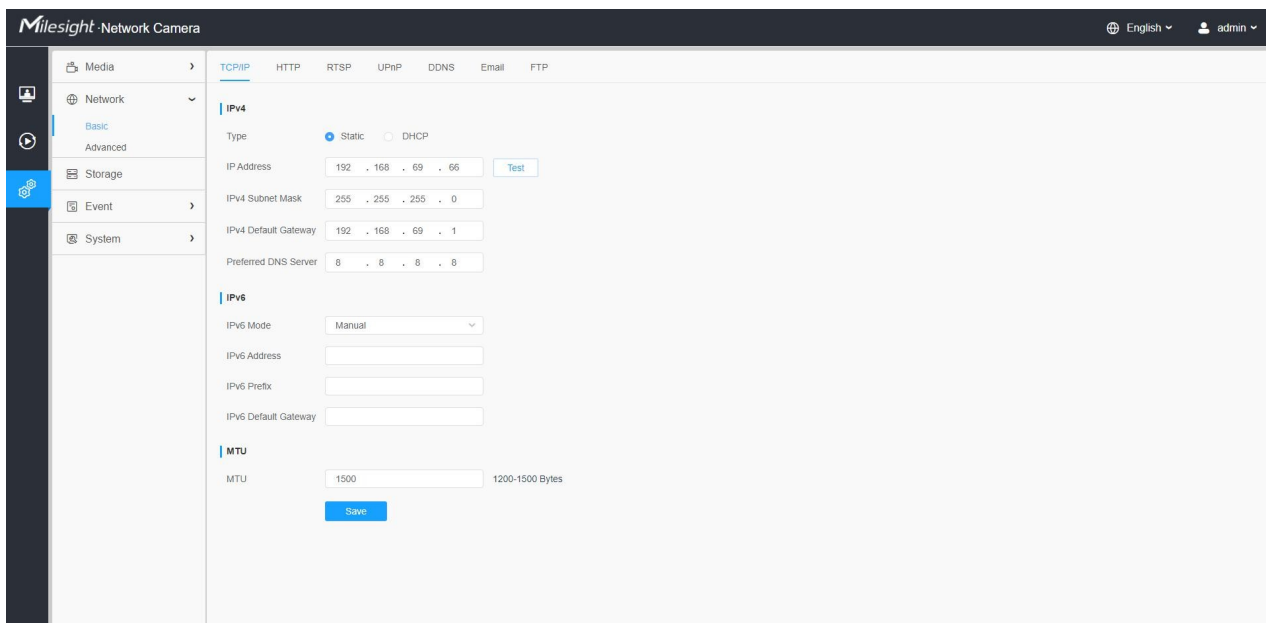 Milesight · Network Camera
English
admin
Media
Network
Basic
Advanced
Storage
Event
System
TCP/IP HTTP RTSP UPnP DDNS Email FTP
IPv4
Type Static DHCP
IP Address 192 . 168 . 69 . 66 Test
IPv4 Subnet Mask 255 . 255 . 255 . 0
IPv4 Default Gateway 192 . 168 . 69 . 1
Preferred DNS Server 8 . 8 . 8 . 8
IPv6
IPv6 Mode Manual
IPv6 Address
IPv6 Prefix
IPv6 Default Gateway
MTU
MTU 1500 1200-1500 Bytes
Save